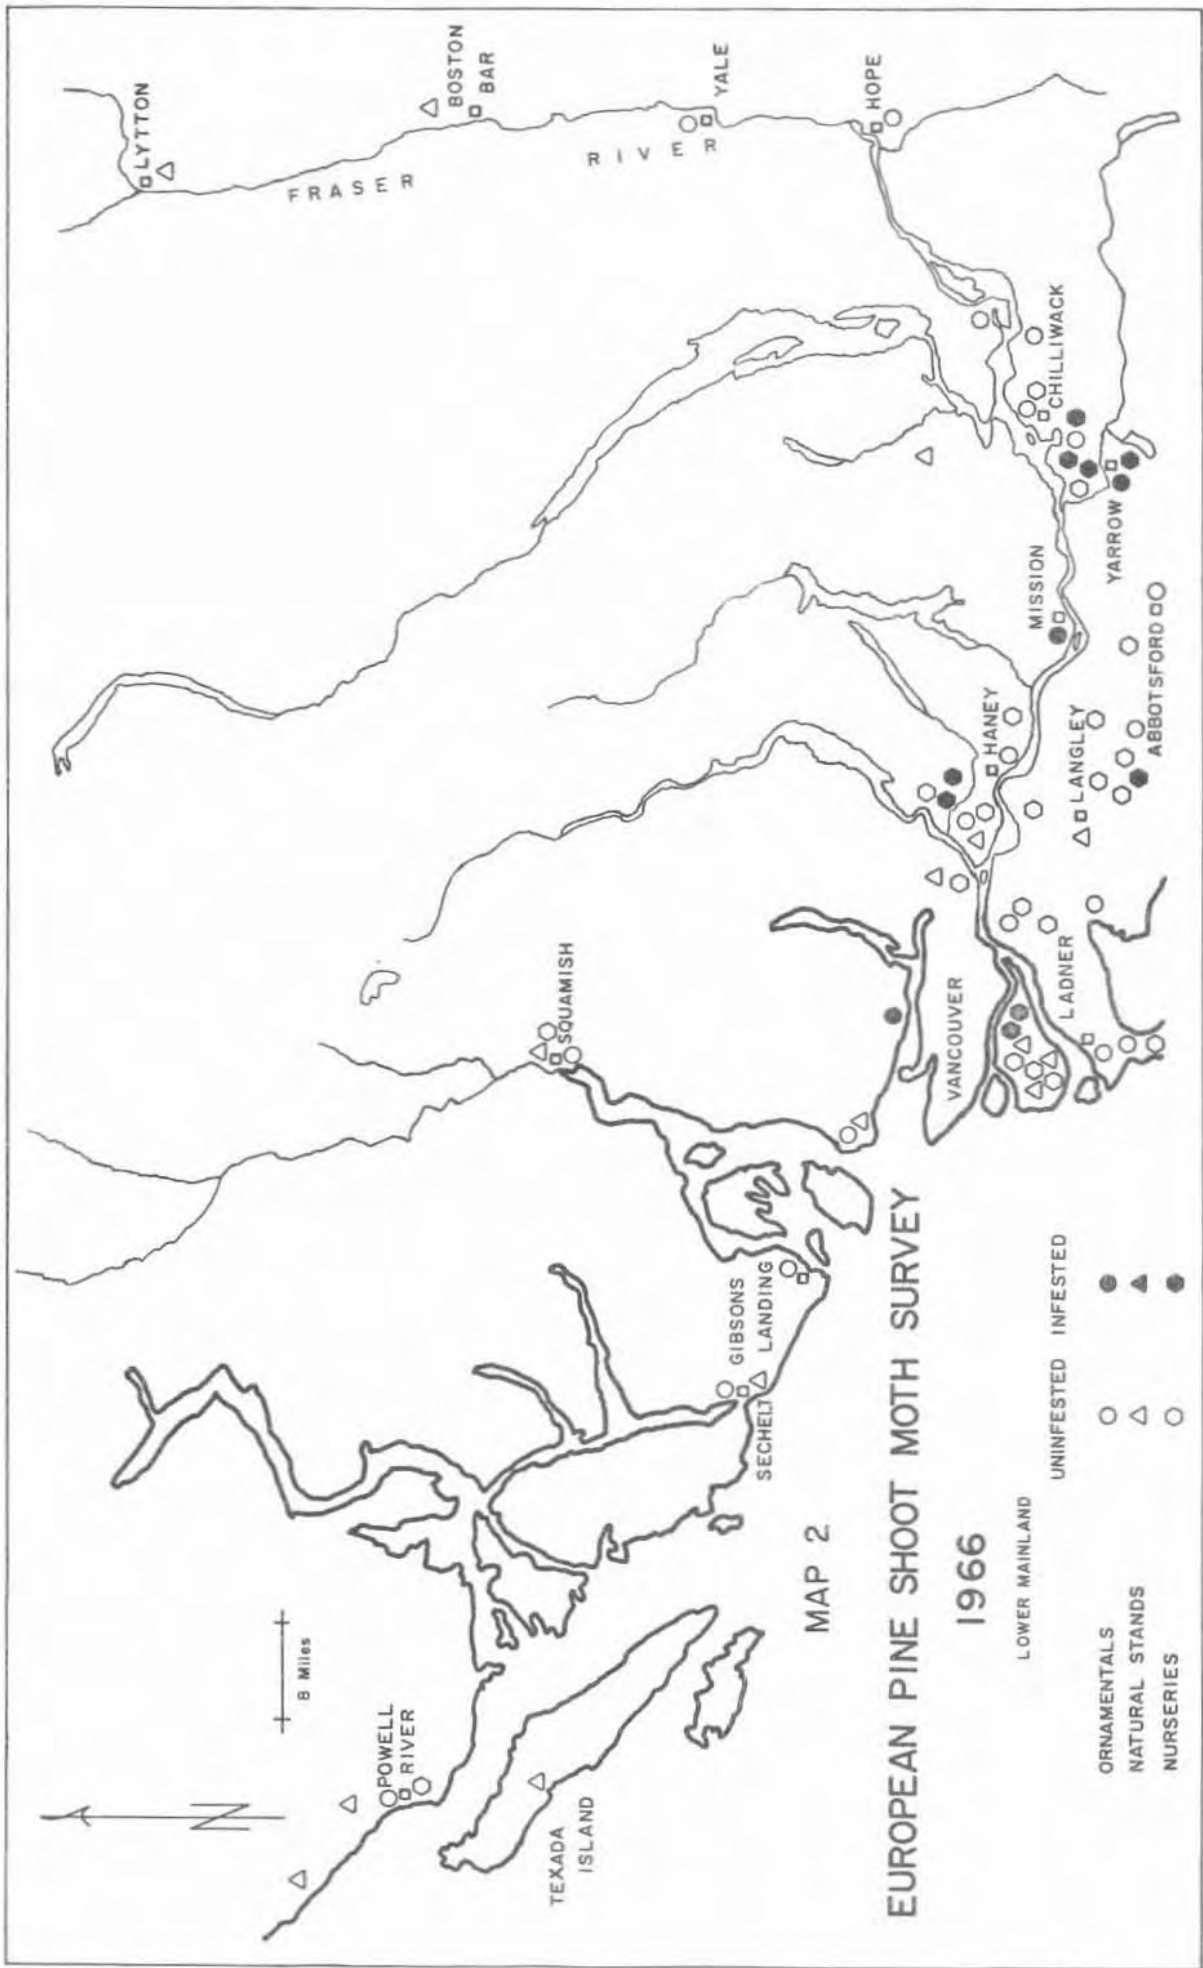 LYTTON
BOSTON
BAR
FRASER
RIVER
YALE
HOPE
CHILLIWACK
YARROW
MISSION
ABBOTSFORD
HANEY
LANGLEY
SQUAMISH
VANCOUVER
LADNER
GIBSONS
LANDING
SECHELT
POWELL
RIVER
TEXADA
ISLAND
N
8 Miles
MAP 2
EUROPEAN PINE SHOOT MOTH SURVEY
1966
LOWER MAINLAND
UNINFESTED INFESTED
ORNAMENTALS
NATURAL STANDS
NURSERIES